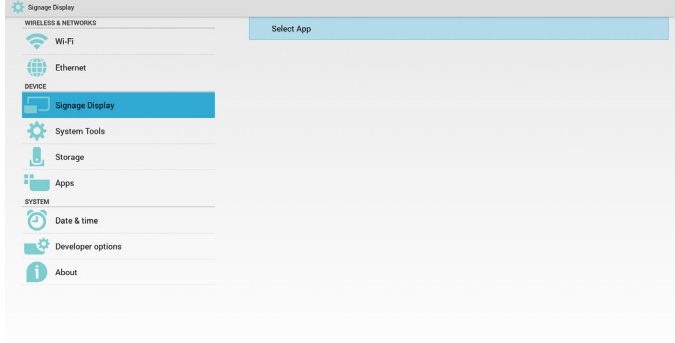 Signage Display
WIRELESS & NETWORKS
Wi-Fi
Ethernet
DEVICE
Signage Display
System Tools
Storage
Apps
SYSTEM
Date & time
Developer options
About
Select App